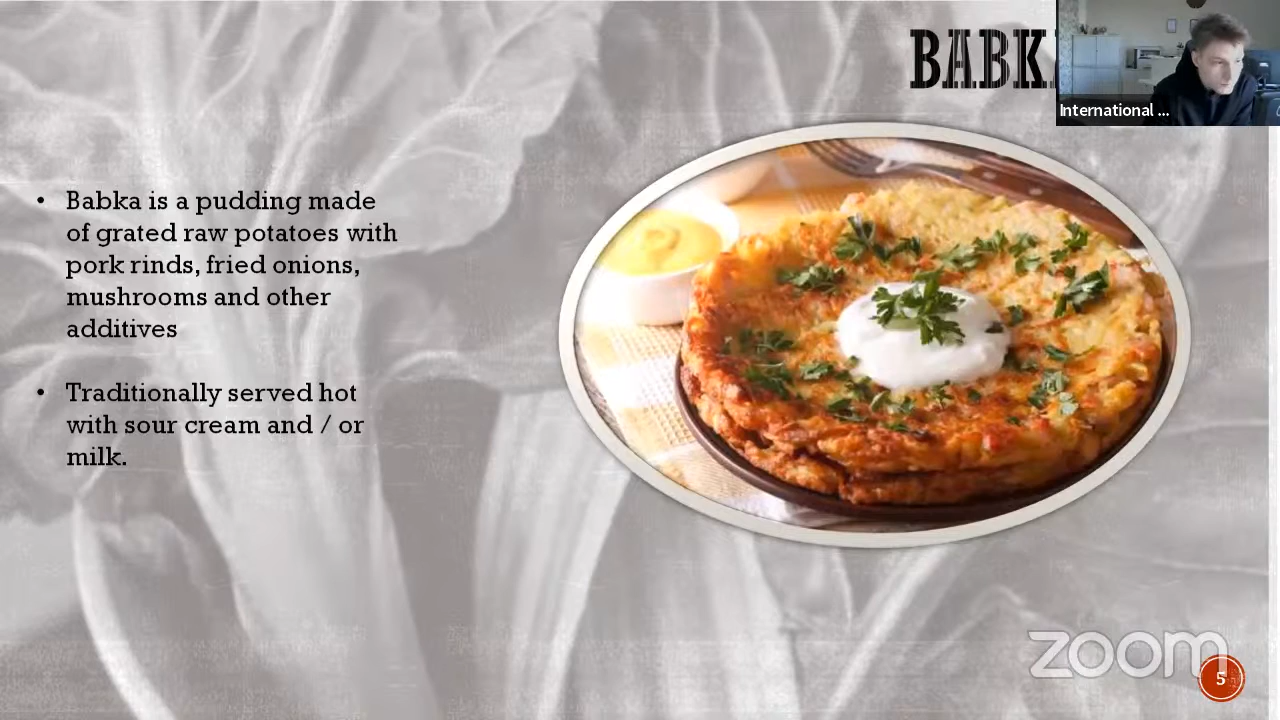 BABK
International ...
• Babka is a pudding made
of grated raw potatoes with
pork rinds, fried onions,
mushrooms and other
additives
• Traditionally served hot
with sour cream and / or
milk.
zoom
5